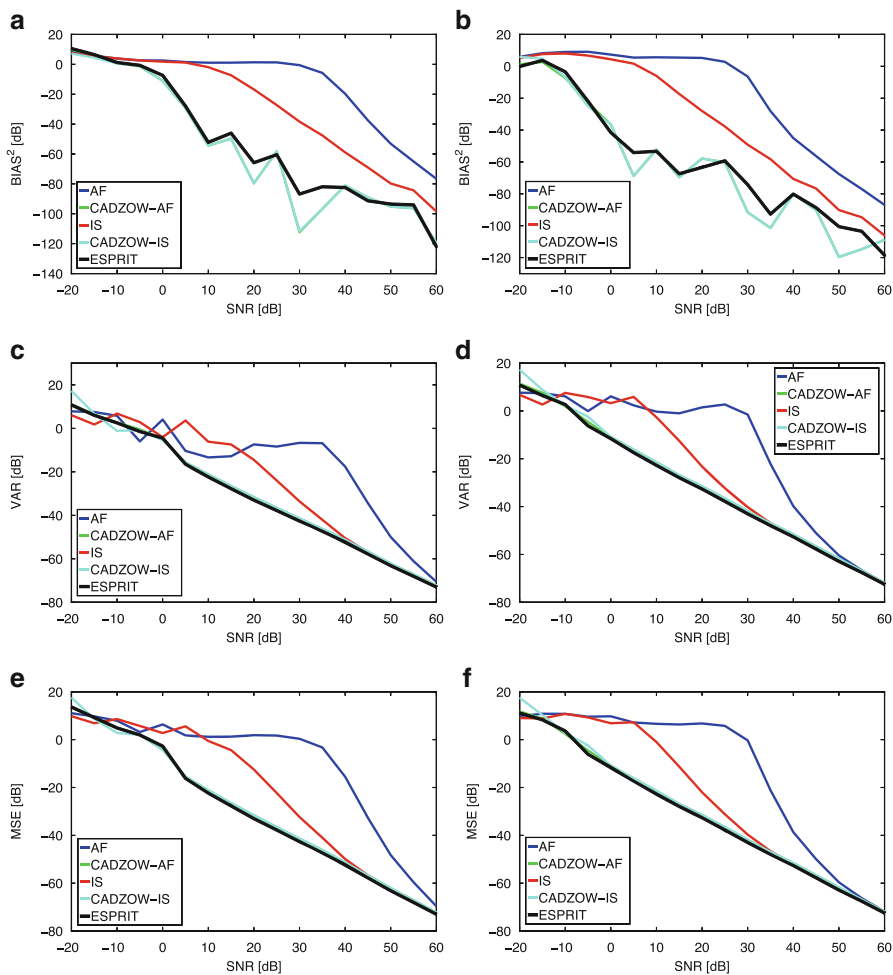 a
20
0
−20
−40
−60
−80
−100
−120
−140
BIAS² [dB]
AF
CADZOW−AF
IS
CADZOW−IS
ESPRIT
−20 −10 0 10 20 30 40 50 60
SNR [dB]
b
20
0
−20
−40
−60
−80
−100
−120
BIAS² [dB]
AF
CADZOW−AF
IS
CADZOW−IS
ESPRIT
−20 −10 0 10 20 30 40 50 60
SNR [dB]
c
20
0
−20
−40
−60
−80
VAR [dB]
AF
CADZOW−AF
IS
CADZOW−IS
ESPRIT
−20 −10 0 10 20 30 40 50 60
SNR [dB]
d
20
0
−20
−40
−60
−80
VAR [dB]
AF
CADZOW−AF
IS
CADZOW−IS
ESPRIT
−20 −10 0 10 20 30 40 50 60
SNR [dB]
e
20
0
−20
−40
−60
−80
MSE [dB]
AF
CADZOW−AF
IS
CADZOW−IS
ESPRIT
−20 −10 0 10 20 30 40 50 60
SNR [dB]
f
20
0
−20
−40
−60
−80
MSE [dB]
AF
CADZOW−AF
IS
CADZOW−IS
ESPRIT
−20 −10 0 10 20 30 40 50 60
SNR [dB]